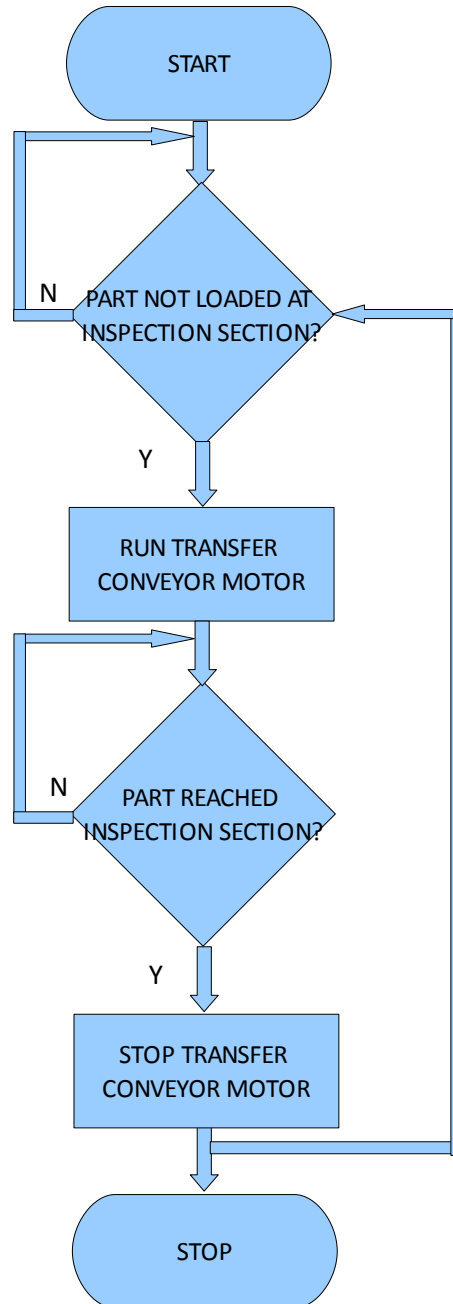 START
N
PART NOT LOADED AT
INSPECTION SECTION?
Y
RUN TRANSFER
CONVEYOR MOTOR
N
PART REACHED
INSPECTION SECTION?
Y
STOP TRANSFER
CONVEYOR MOTOR
STOP